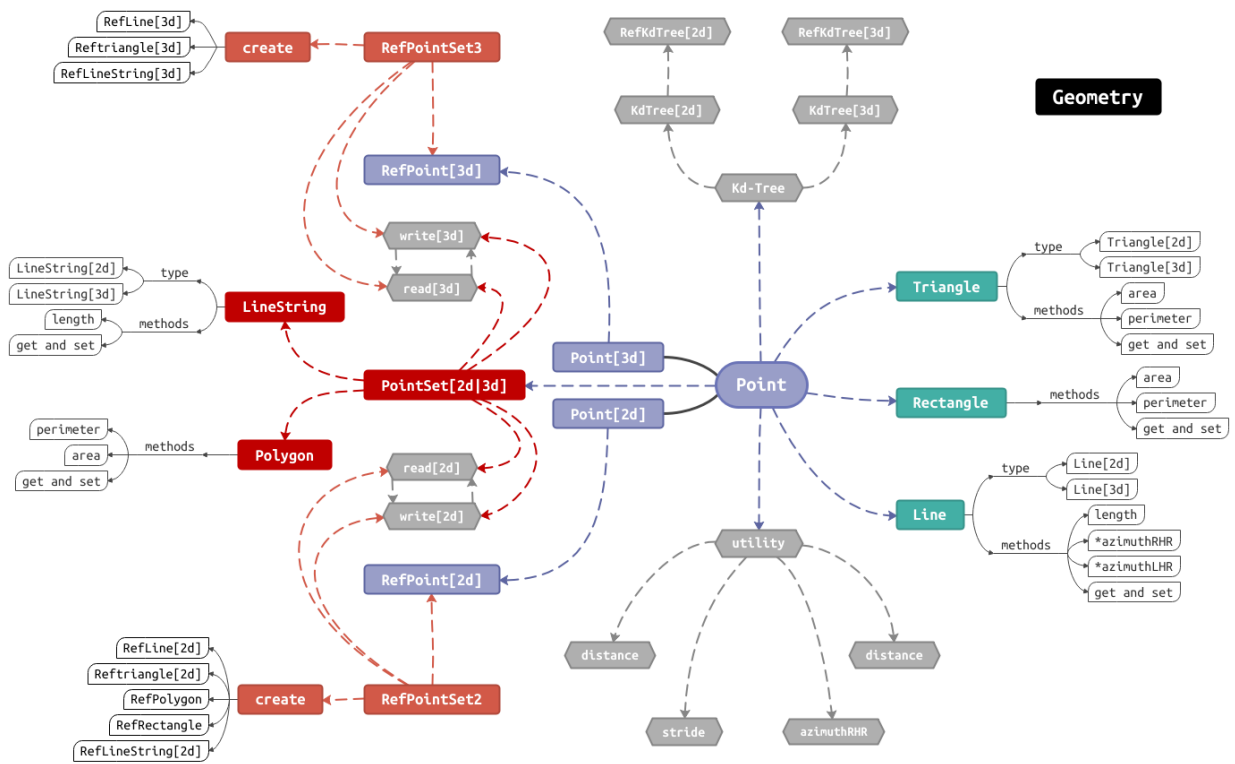 Geometry
RefLine[3d]
Reftriangle[3d]
RefLineString[3d]
create
RefPointSet3
RefKdTree[2d]
RefKdTree[3d]
KdTree[2d]
KdTree[3d]
Kd-Tree
RefPoint[3d]
write[3d]
read[3d]
LineString[2d]
LineString[3d]
type
length
get and set
methods
LineString
Point[3d]
PointSet[2d|3d]
Point
Point[2d]
Triangle
type
Triangle[2d]
Triangle[3d]
methods
area
perimeter
get and set
Rectangle
methods
area
perimeter
get and set
perimeter
area
get and set
methods
Polygon
read[2d]
write[2d]
Line
type
Line[2d]
Line[3d]
methods
length
*azimuthRHR
*azimuthLHR
get and set
utility
RefPoint[2d]
distance
distance
stride
azimuthRHR
RefLine[2d]
Reftriangle[2d]
RefPolygon
RefRectangle
RefLineString[2d]
create
RefPointSet2